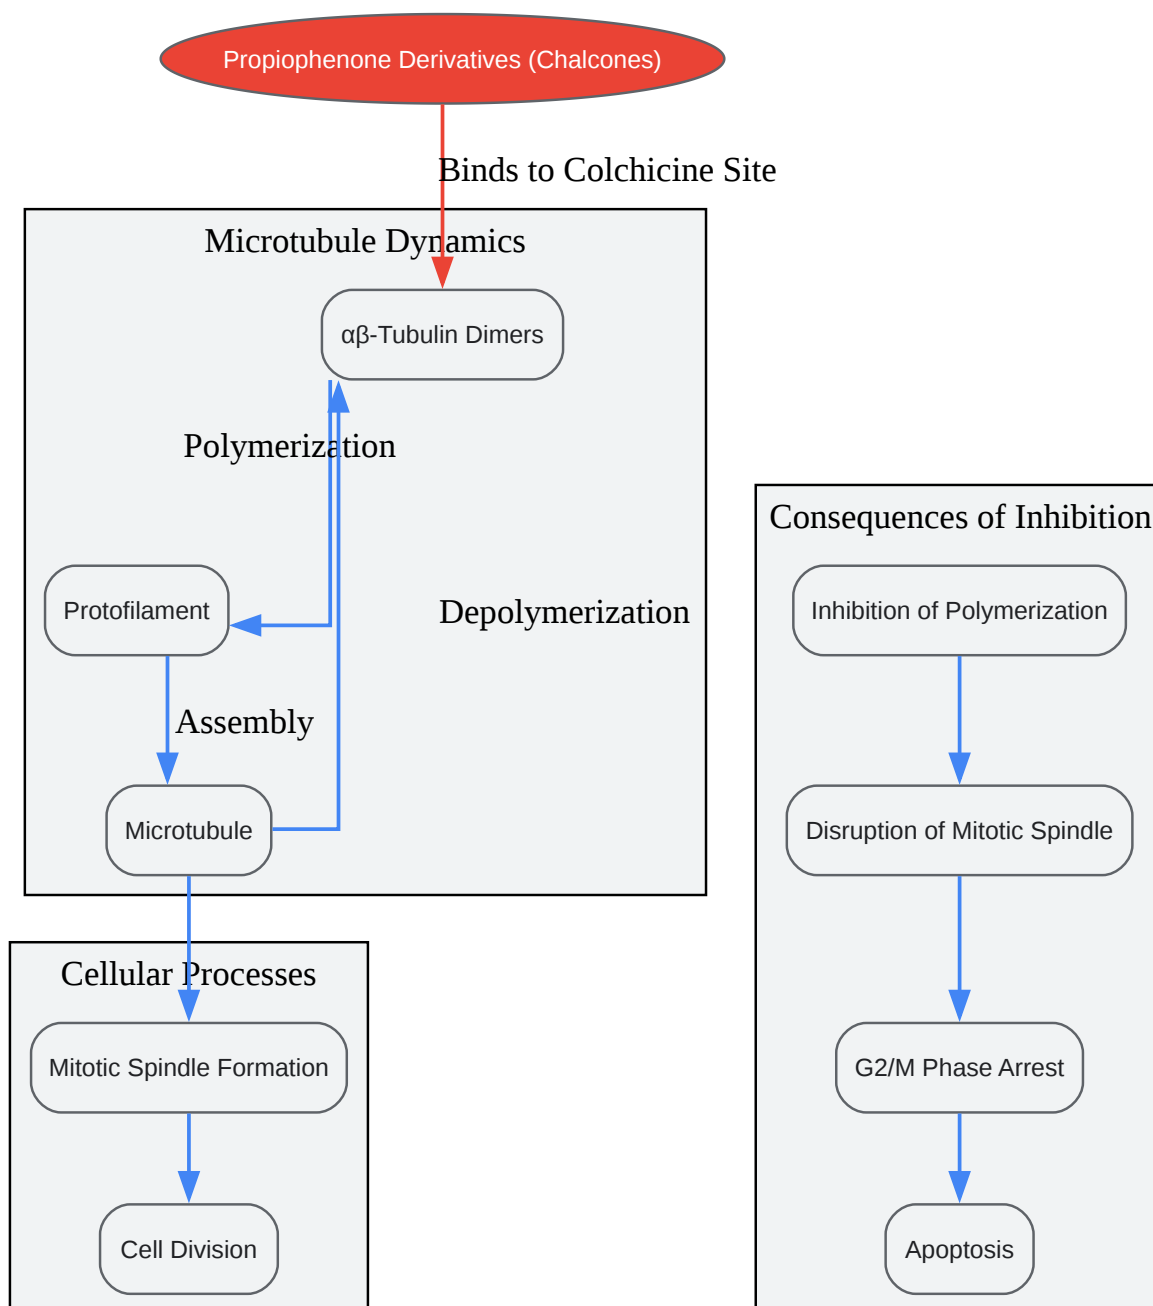 Propiophenone Derivatives (Chalcones)
Binds to Colchicine Site
Microtubule Dynamics
αβ-Tubulin Dimers
Polymerization
Protofilament
Depolymerization
Assembly
Microtubule
Cellular Processes
Mitotic Spindle Formation
Cell Division
Consequences of Inhibition
Inhibition of Polymerization
Disruption of Mitotic Spindle
G2/M Phase Arrest
Apoptosis